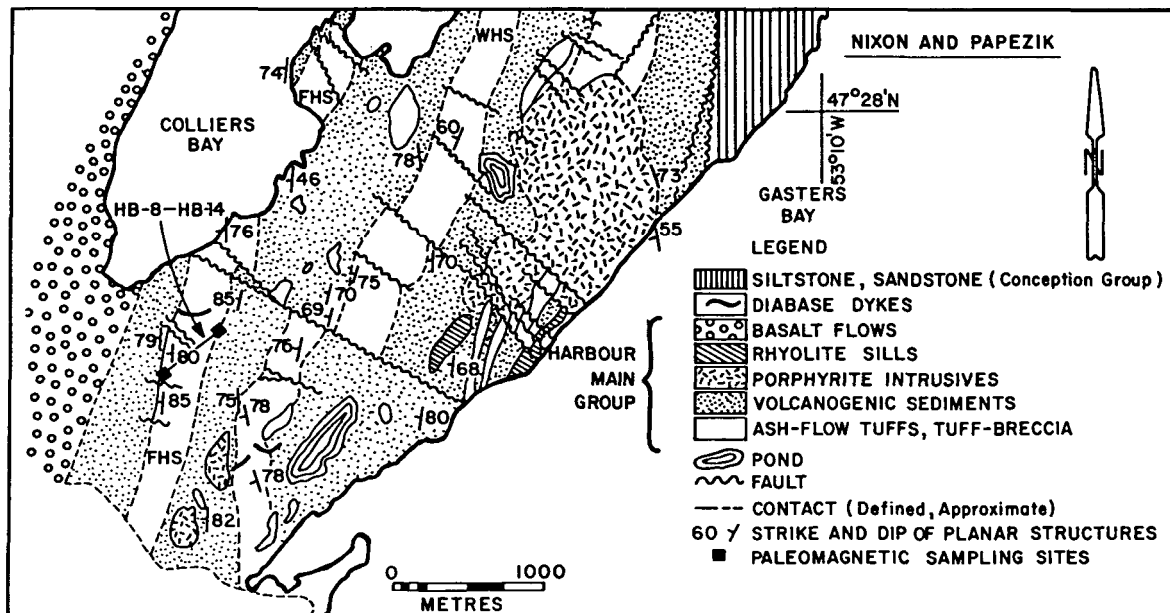 NIXON AND PAPEZIK
WHS
74
FHS
47°28'N
53°10'W
COLLIERS
BAY
60
78
N
46
73
GASTERS
BAY
HB-8–HB-14
76
55
LEGEND
70
75
SILTSTONE, SANDSTONE (Conception Group)
85
70
DIABASE DYKES
69
BASALT FLOWS
79
80
76
RHYOLITE SILLS
HARBOUR
MAIN
GROUP
68
PORPHYRITE INTRUSIVES
85
75
78
VOLCANOGENIC SEDIMENTS
80
ASH-FLOW TUFFS, TUFF-BRECCIA
FHS
POND
78
FAULT
82
CONTACT (Defined, Approximate)
60 STRIKE AND DIP OF PLANAR STRUCTURES
PALEOMAGNETIC SAMPLING SITES
0 1000
METRES